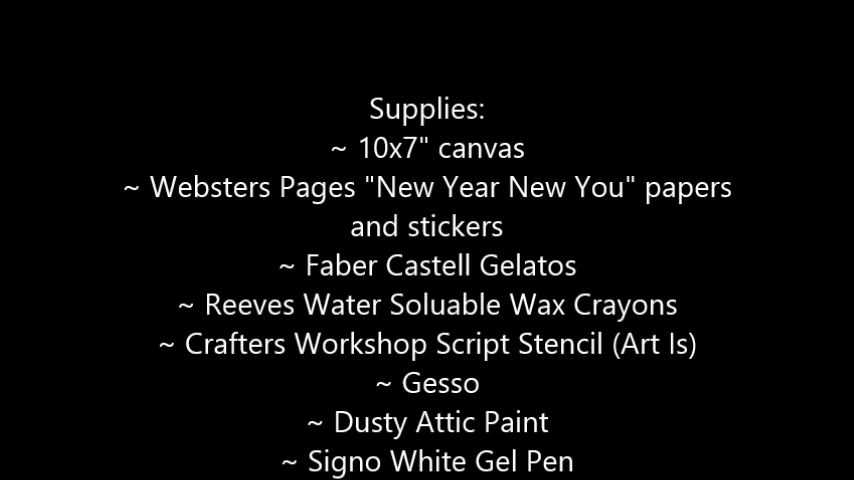 Supplies:
~ 10x7" canvas
~ Websters Pages "New Year New You" papers
and stickers
~ Faber Castell Gelatos
~ Reeves Water Soluable Wax Crayons
~ Crafters Workshop Script Stencil (Art Is)
~ Gesso
~ Dusty Attic Paint
~ Signo White Gel Pen